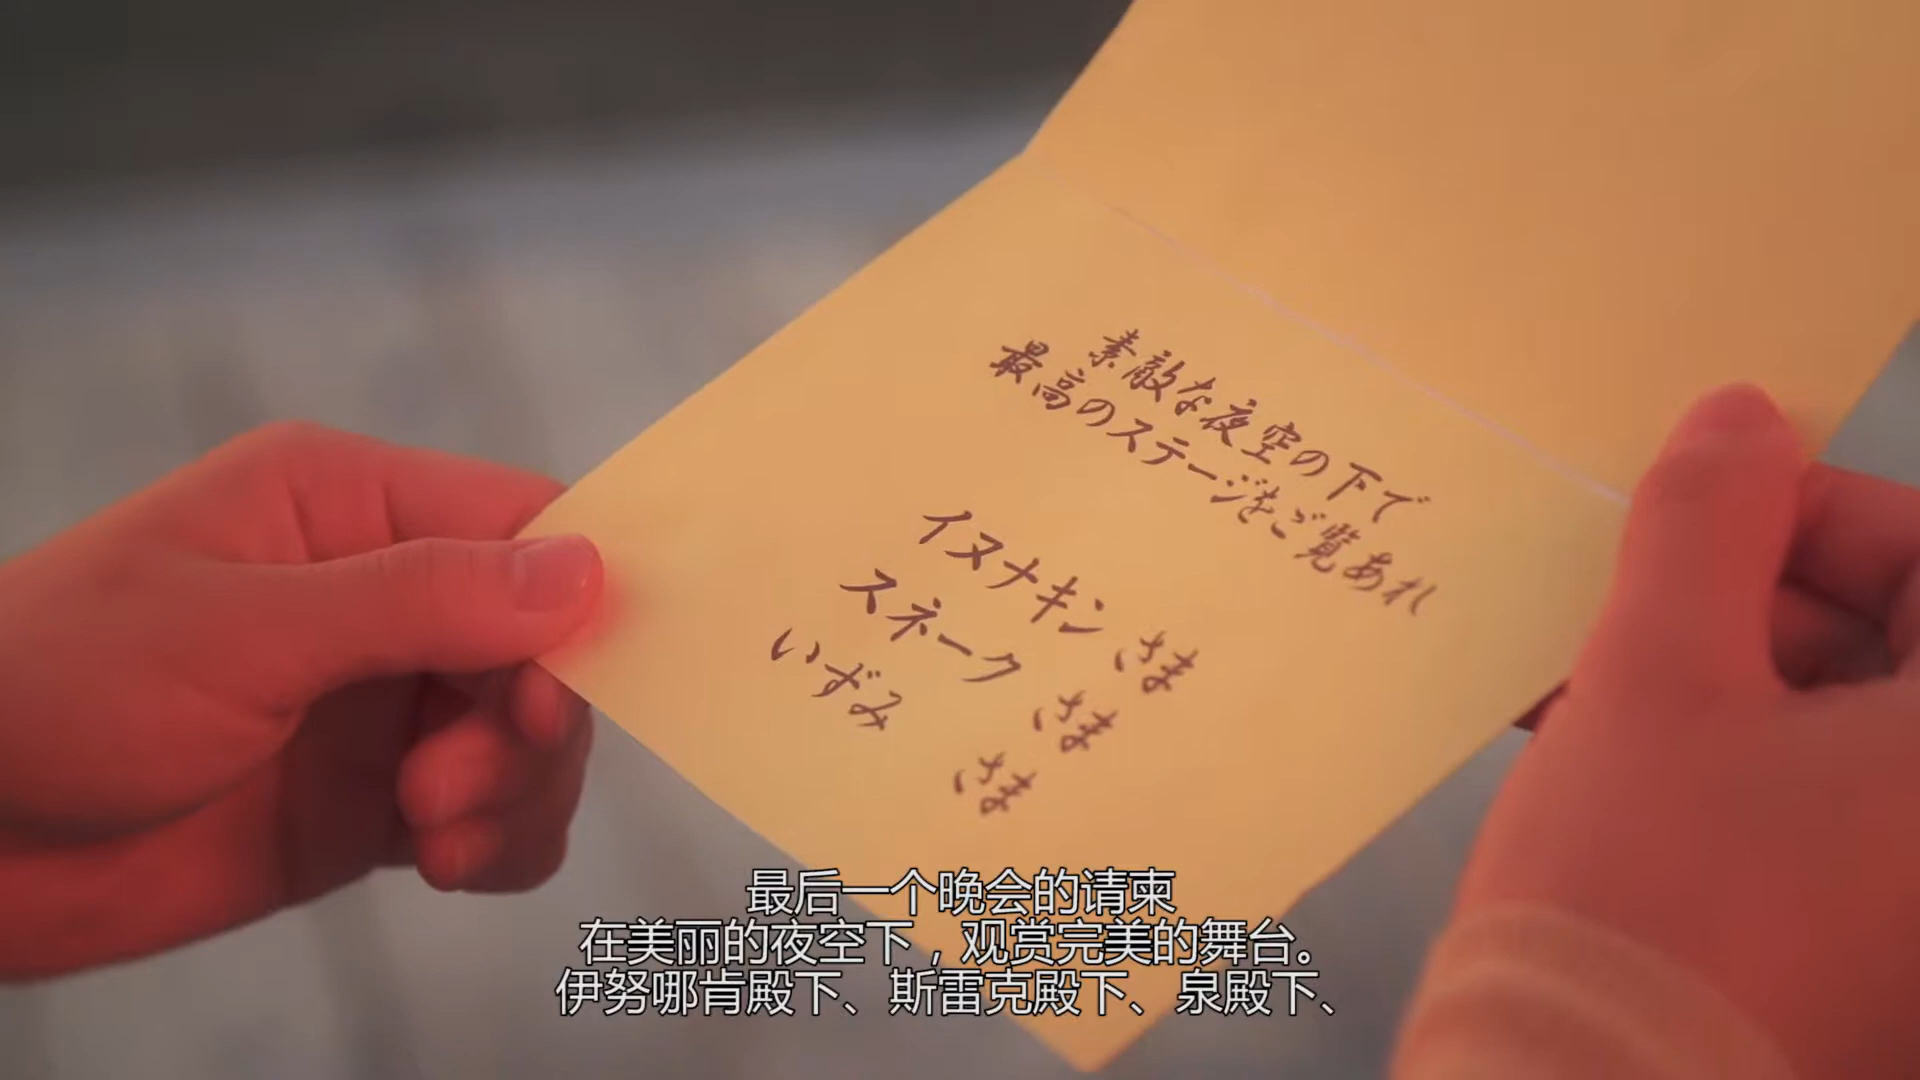 素敵な夜空の下で
最高のステージをご覧あれ
イヌナキン さま
スネーク さま
いずみ さま
最后一个晚会的请柬
在美丽的夜空下，观赏完美的舞台。
伊努哪肯殿下、斯雷克殿下、泉殿下、